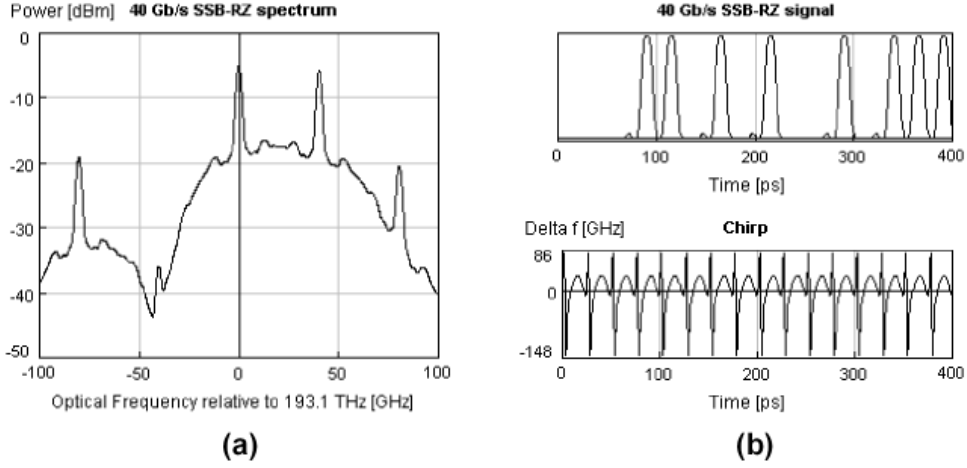 Power [dBm] 40 Gb/s SSB-RZ spectrum
0
-10
-20
-30
-40
-50
-100 -50 0 50 100
Optical Frequency relative to 193.1 THz [GHz]
(a)
40 Gb/s SSB-RZ signal
0 100 200 300 400
Time [ps]
Delta f [GHz] Chirp
86
0
-148
0 100 200 300 400
Time [ps]
(b)